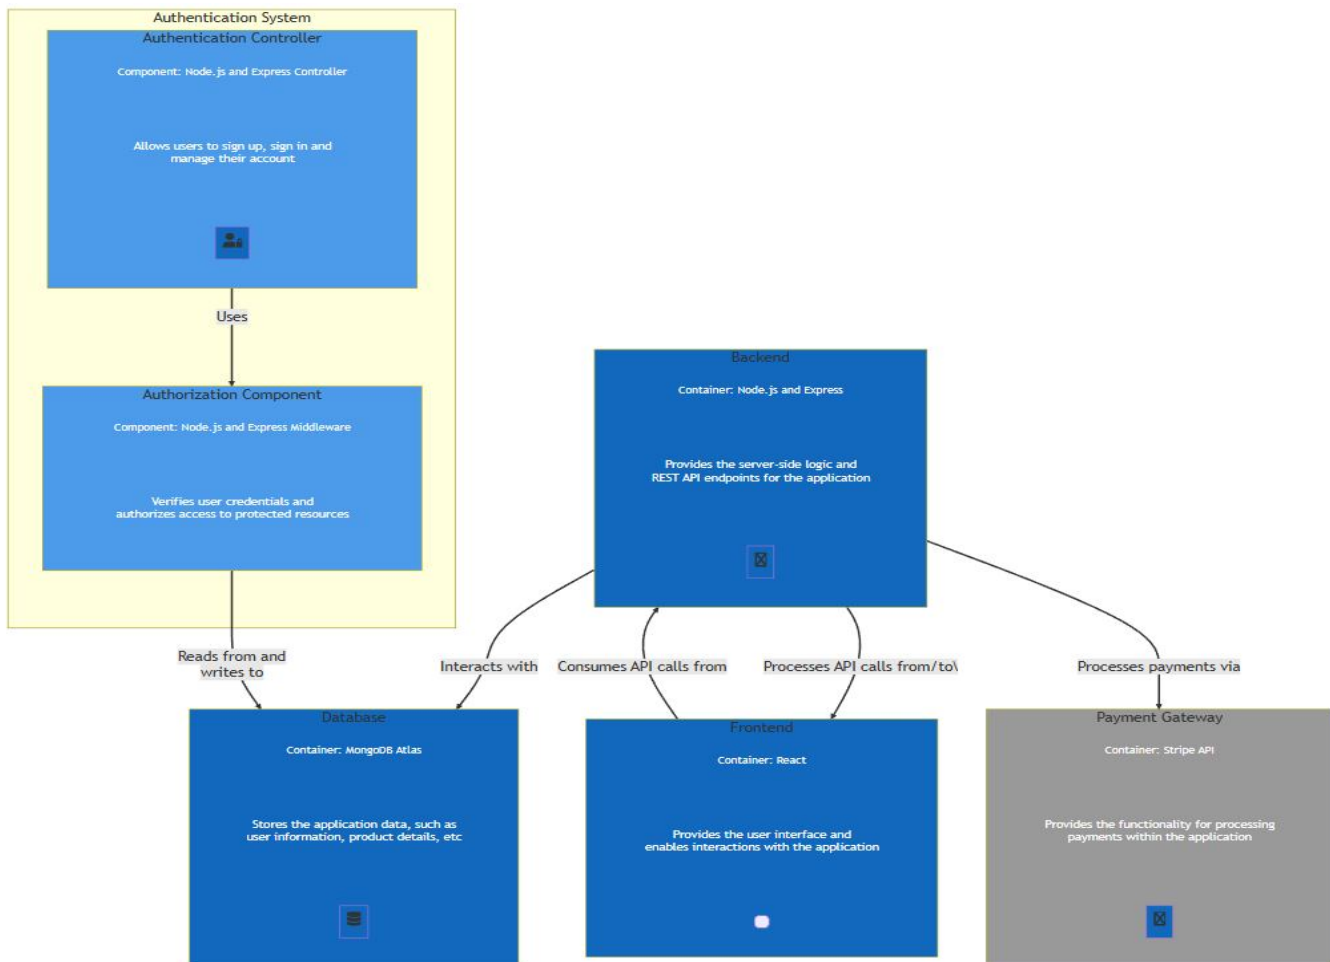 Authentication System
Authentication Controller
Component: Node.js and Express Controller
Allows users to sign up, sign in and
manage their account
Uses
Authorization Component
Component: Node.js and Express Middleware
Verifies user credentials and
authorizes access to protected resources
Backend
Container: Node.js and Express
Provides the server-side logic and
REST API endpoints for the application
Reads from and
writes to
Interacts with
Consumes API calls from
Processes API calls from/to\
Processes payments via
Database
Container: MongoDB Atlas
Stores the application data, such as
user information, product details, etc
Frontend
Container: React
Provides the user interface and
enables interactions with the application
Payment Gateway
Container: Stripe API
Provides the functionality for processing
payments within the application